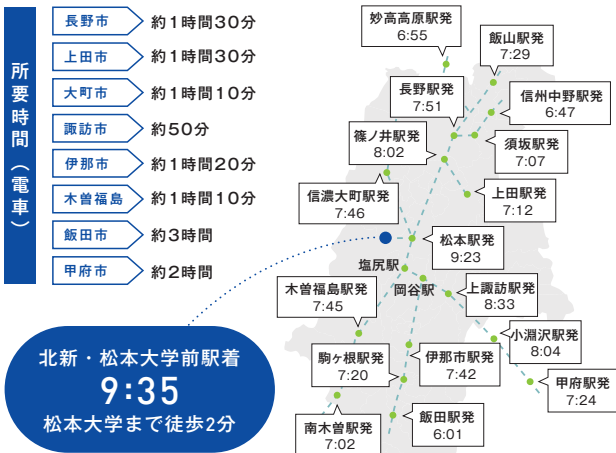 所要時間（電車）
長野市 約1時間30分
上田市 約1時間30分
大町市 約1時間10分
諏訪市 約50分
伊那市 約1時間20分
木曽福島 約1時間10分
飯田市 約3時間
甲府市 約2時間
妙高高原駅発
6:55
飯山駅発
7:29
長野駅発
7:51
信州中野駅発
6:47
篠ノ井駅発
8:02
須坂駅発
7:07
信濃大町駅発
7:46
上田駅発
7:12
松本駅発
9:23
塩尻駅
岡谷駅
木曽福島駅発
7:45
上諏訪駅発
8:33
小淵沢駅発
8:04
駒ヶ根駅発
7:20
伊那市駅発
7:42
甲府駅発
7:24
南木曽駅発
7:02
飯田駅発
6:01
北新・松本大学前駅着
9:35
松本大学まで徒歩2分